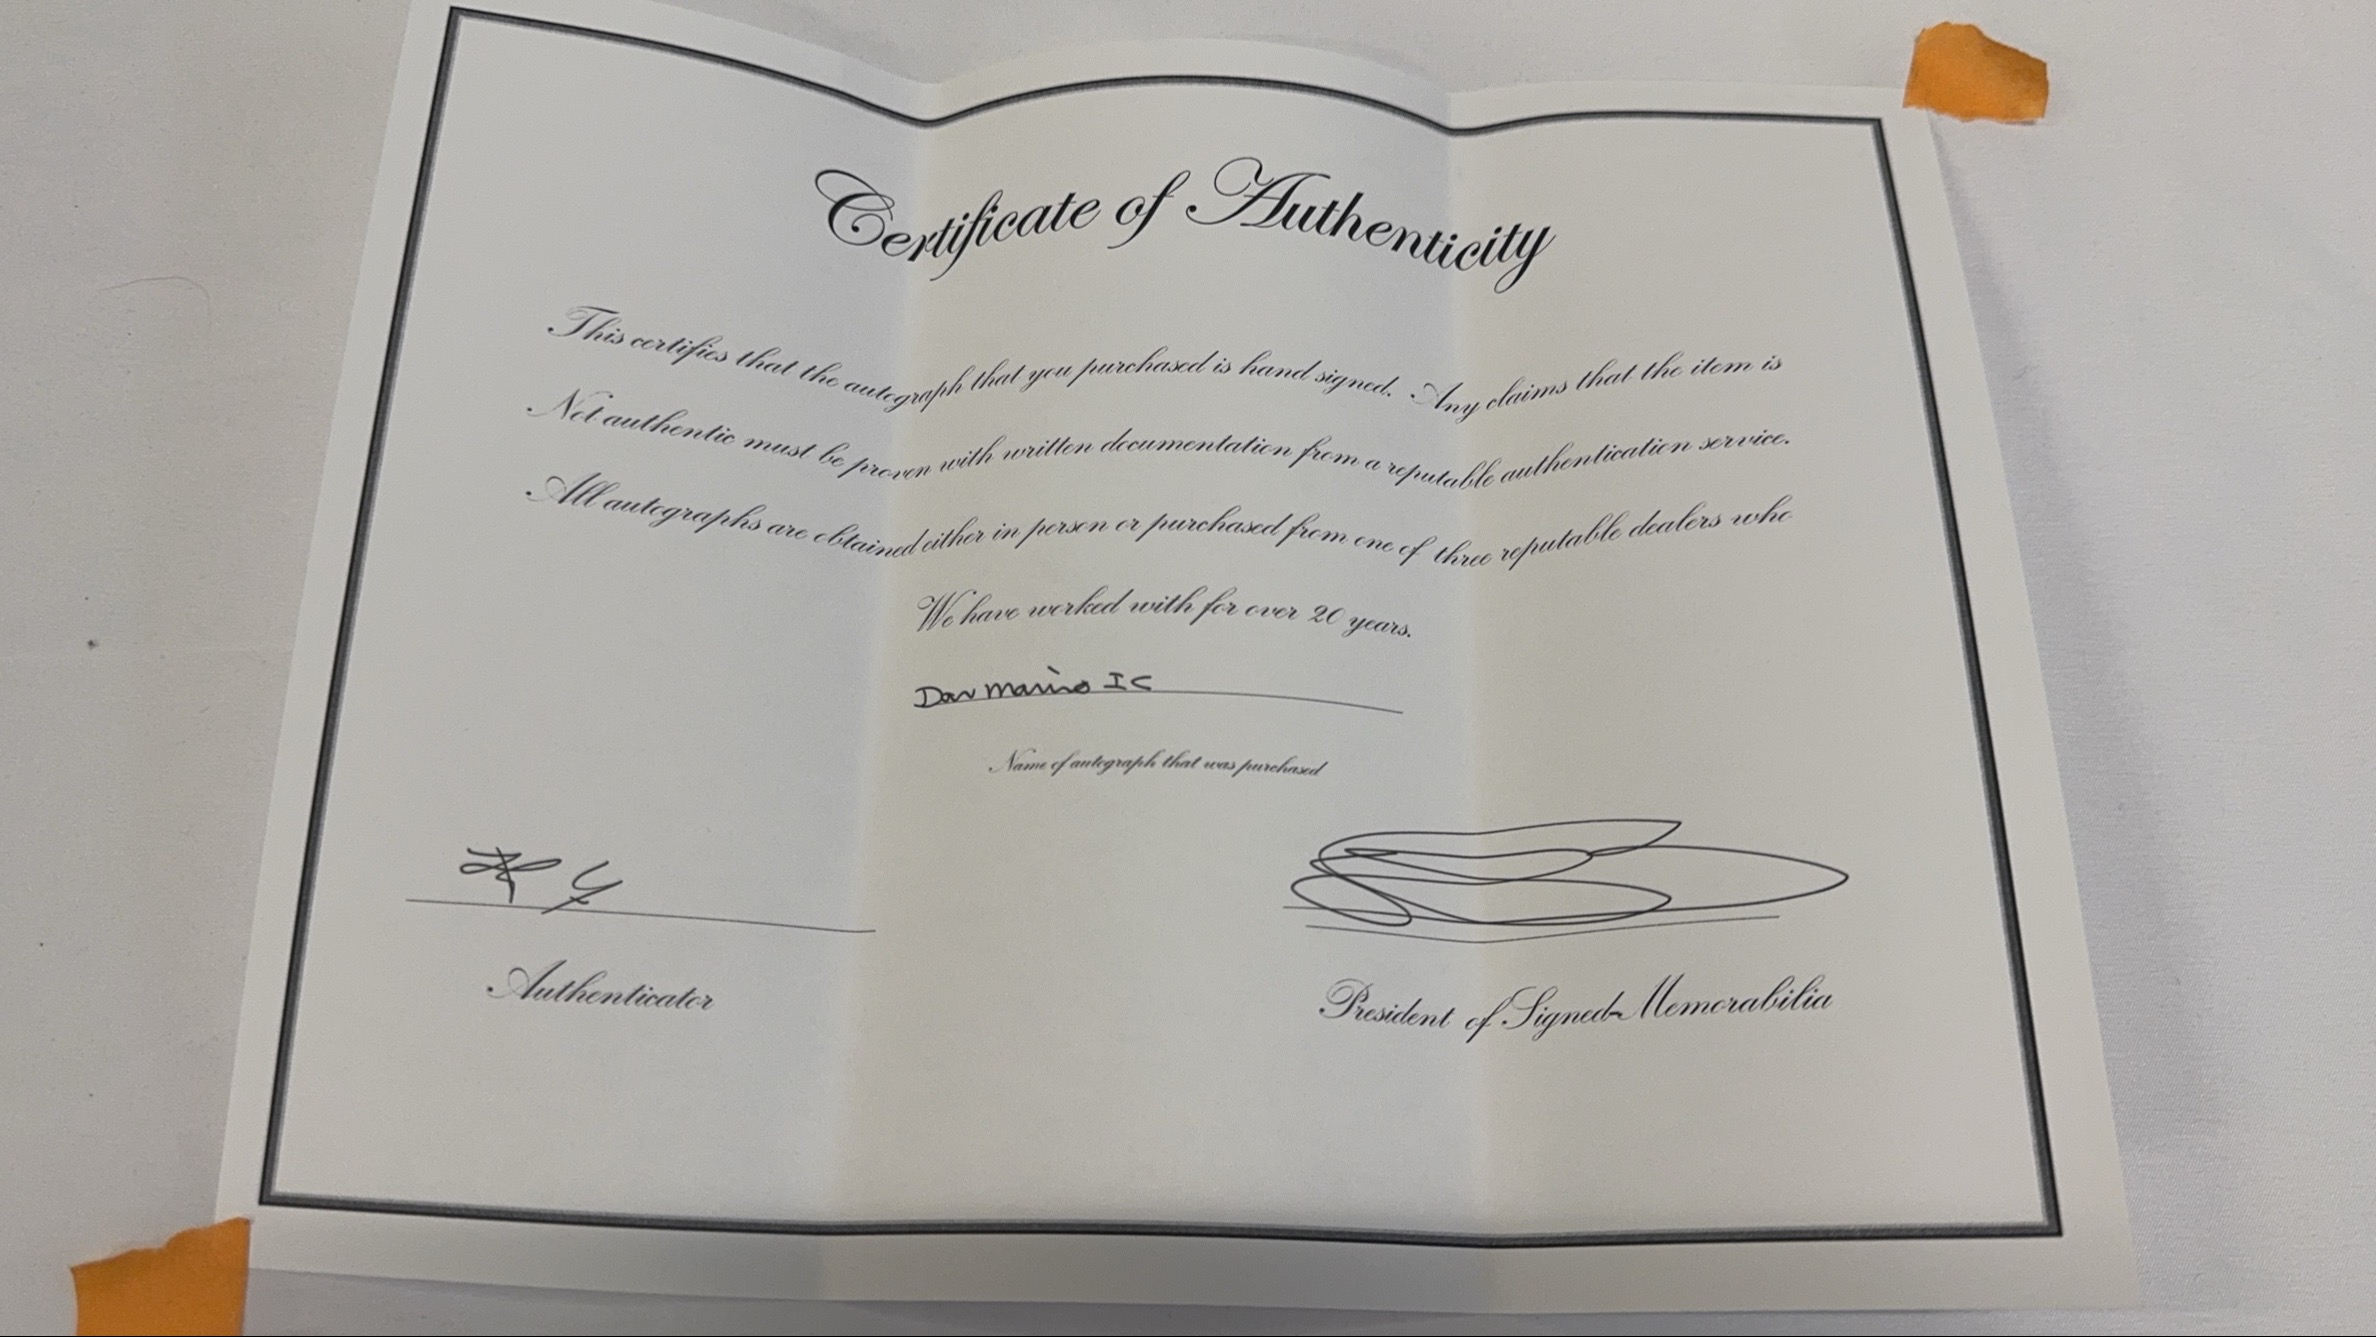 Certificate of Authenticity
This certifies that the autograph that you purchased is hand signed. Any claims that the item is
Not authentic must be proven with written documentation from a reputable authentication service.
All autographs are obtained either in person or purchased from one of three reputable dealers who
We have worked with for over 20 years.
Dan Marino IC
Name of autograph that was purchased
Authenticator
President of Signed-Memorabilia